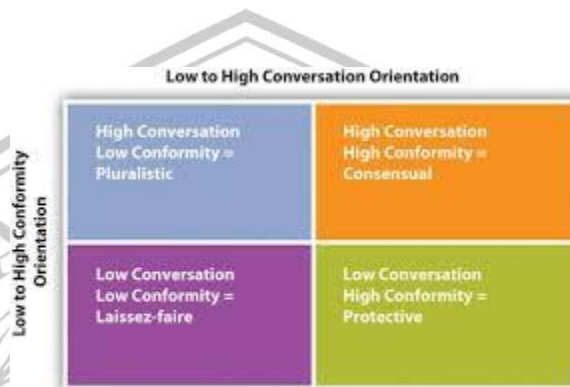 Low to High Conversation Orientation
Low to High Conformity
Orientation
High Conversation
Low Conformity =
Pluralistic
High Conversation
High Conformity =
Consensual
Low Conversation
Low Conformity =
Laissez-faire
Low Conversation
High Conformity =
Protective